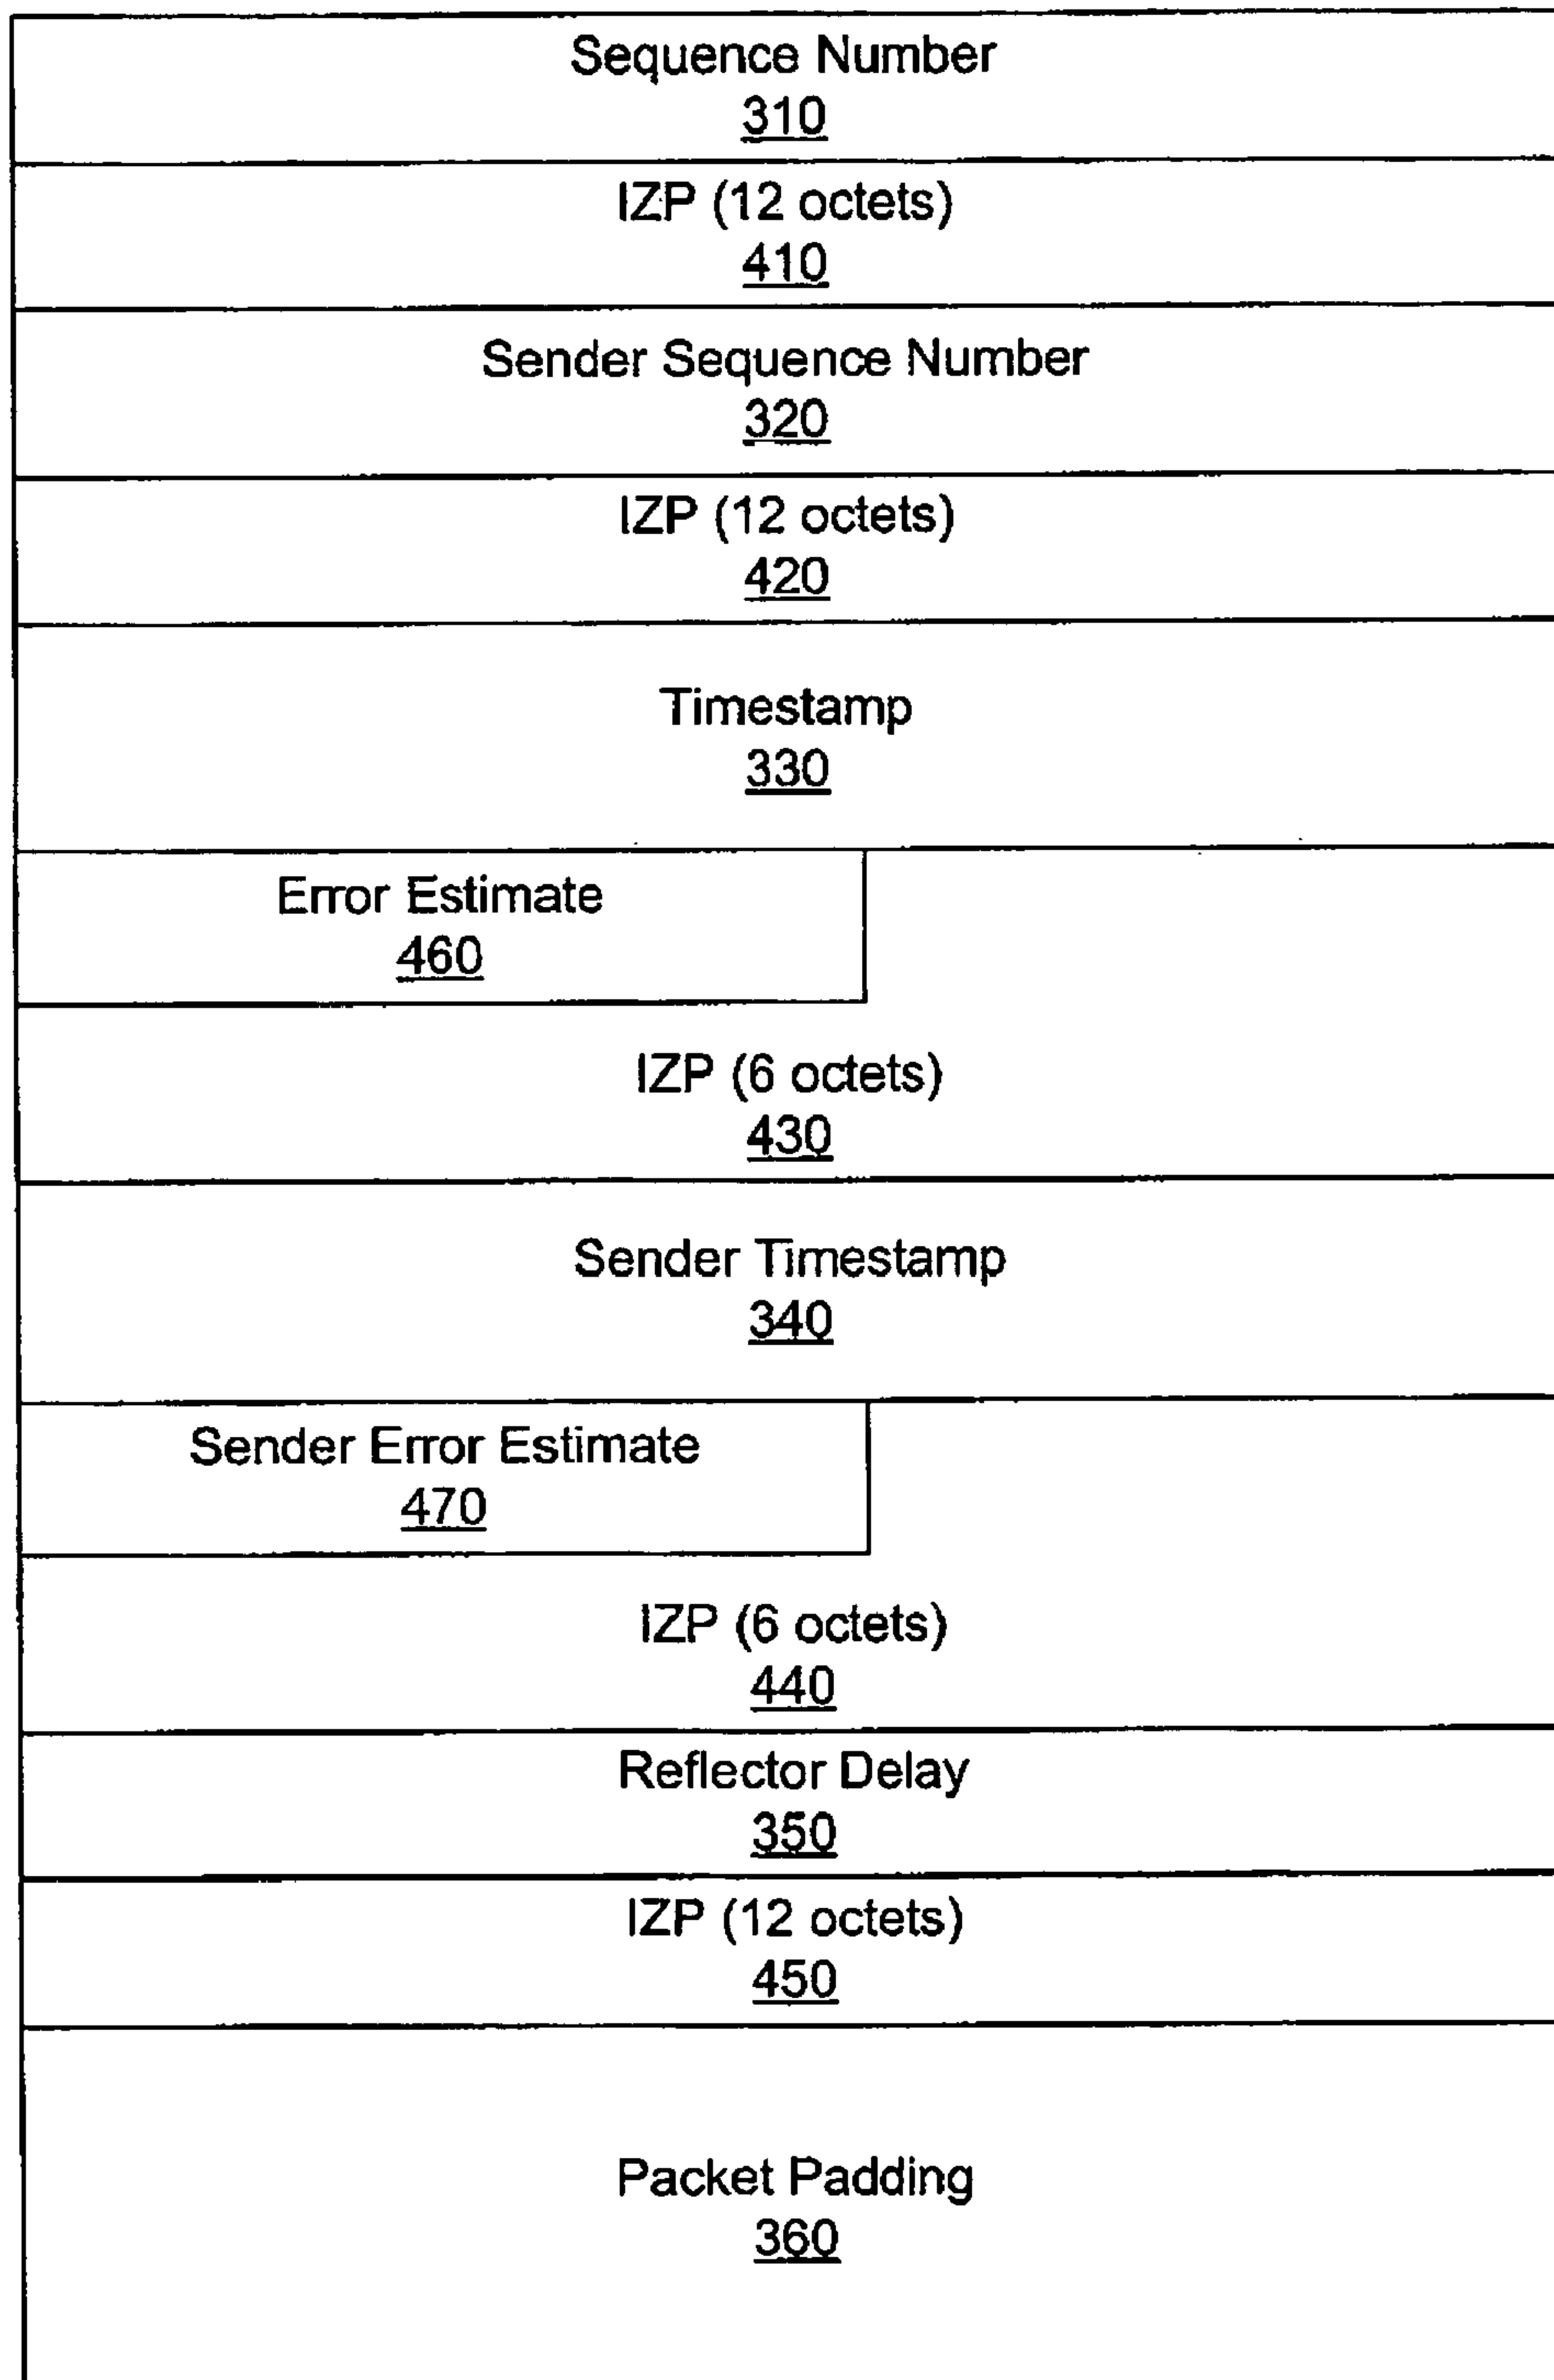 Sequence Number
310
IZP (12 octets)
410
Sender Sequence Number
320
IZP (12 octets)
420
Timestamp
330
Error Estimate
460
IZP (6 octets)
430
Sender Timestamp
340
Sender Error Estimate
470
IZP (6 octets)
440
Reflector Delay
350
IZP (12 octets)
450
Packet Padding
360